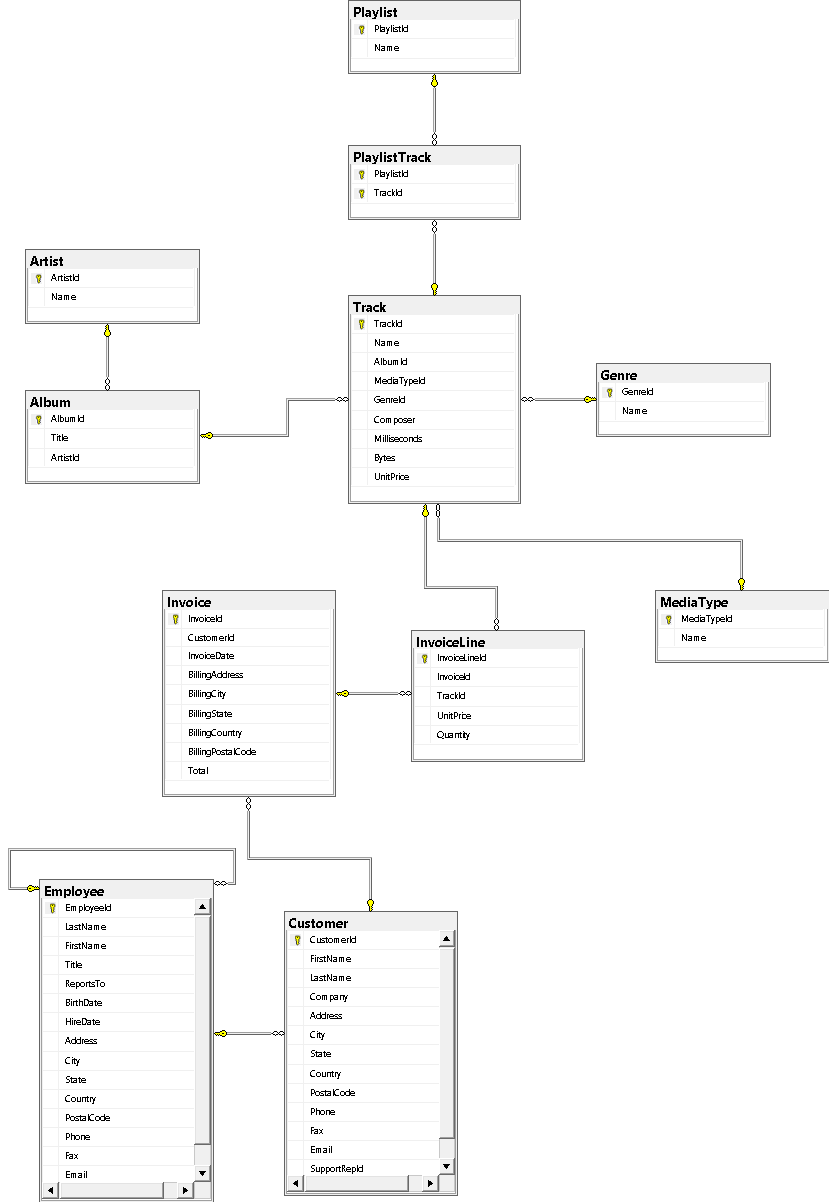 Playlist
PlaylistId
Name
PlaylistTrack
PlaylistId
TrackId
Artist
ArtistId
Name
Album
AlbumId
Title
ArtistId
Track
TrackId
Name
AlbumId
MediaTypeId
GenreId
Composer
Milliseconds
Bytes
UnitPrice
Genre
GenreId
Name
MediaType
MediaTypeId
Name
Invoice
InvoiceId
CustomerId
InvoiceDate
BillingAddress
BillingCity
BillingState
BillingCountry
BillingPostalCode
Total
InvoiceLine
InvoiceLineId
InvoiceId
TrackId
UnitPrice
Quantity
Employee
EmployeeId
LastName
FirstName
Title
ReportsTo
BirthDate
HireDate
Address
City
State
Country
PostalCode
Phone
Fax
Email
Customer
CustomerId
FirstName
LastName
Company
Address
City
State
Country
PostalCode
Phone
Fax
Email
SupportRepId